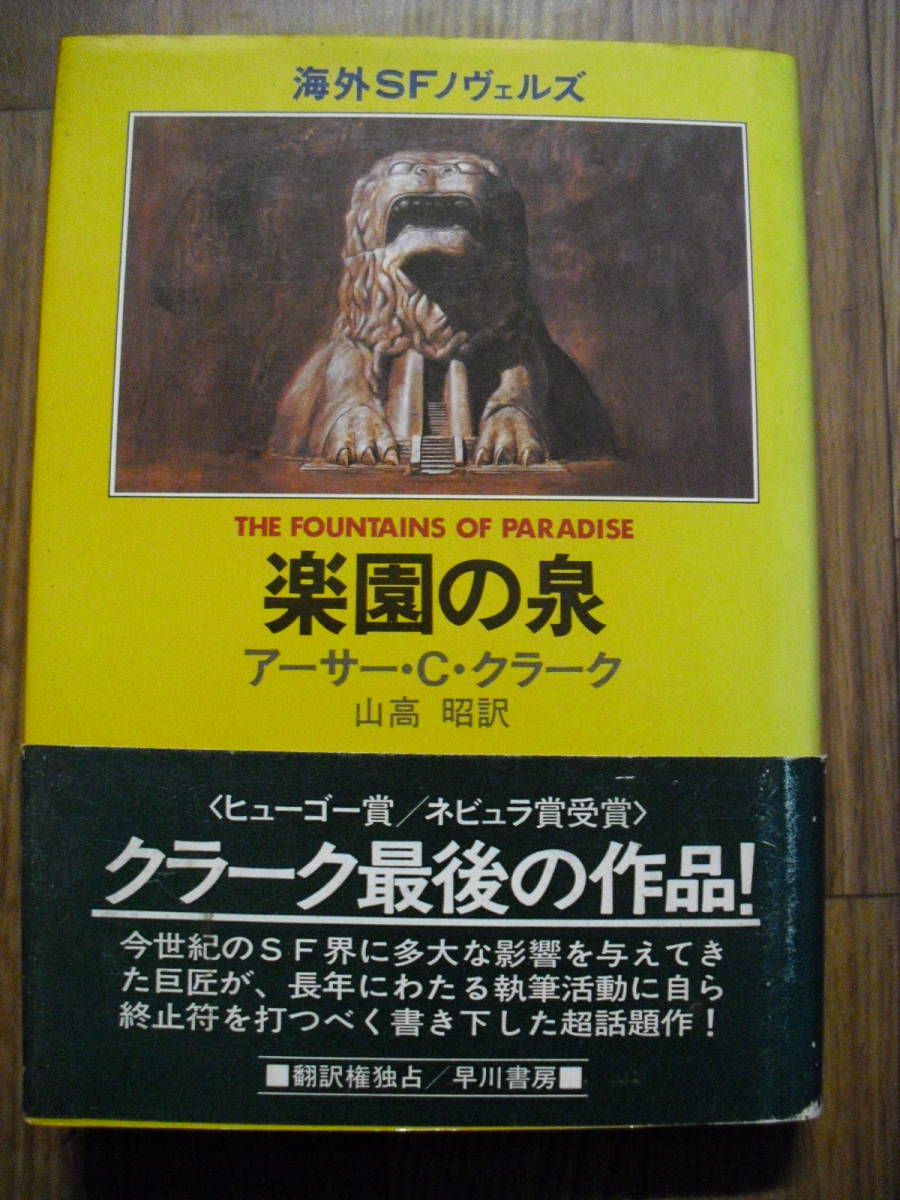 海外SFノヴェルズ
THE FOUNTAINS OF PARADISE
楽園の泉
アーサー・C・クラーク
山高 昭訳
〈ヒューゴー賞/ネビュラ賞受賞〉
クラーク最後の作品!
今世紀のSF界に多大な影響を与えてき
た巨匠が、長年にわたる執筆活動に自ら
終止符を打つべく書き下した超話題作!
■翻訳権独占/早川書房■